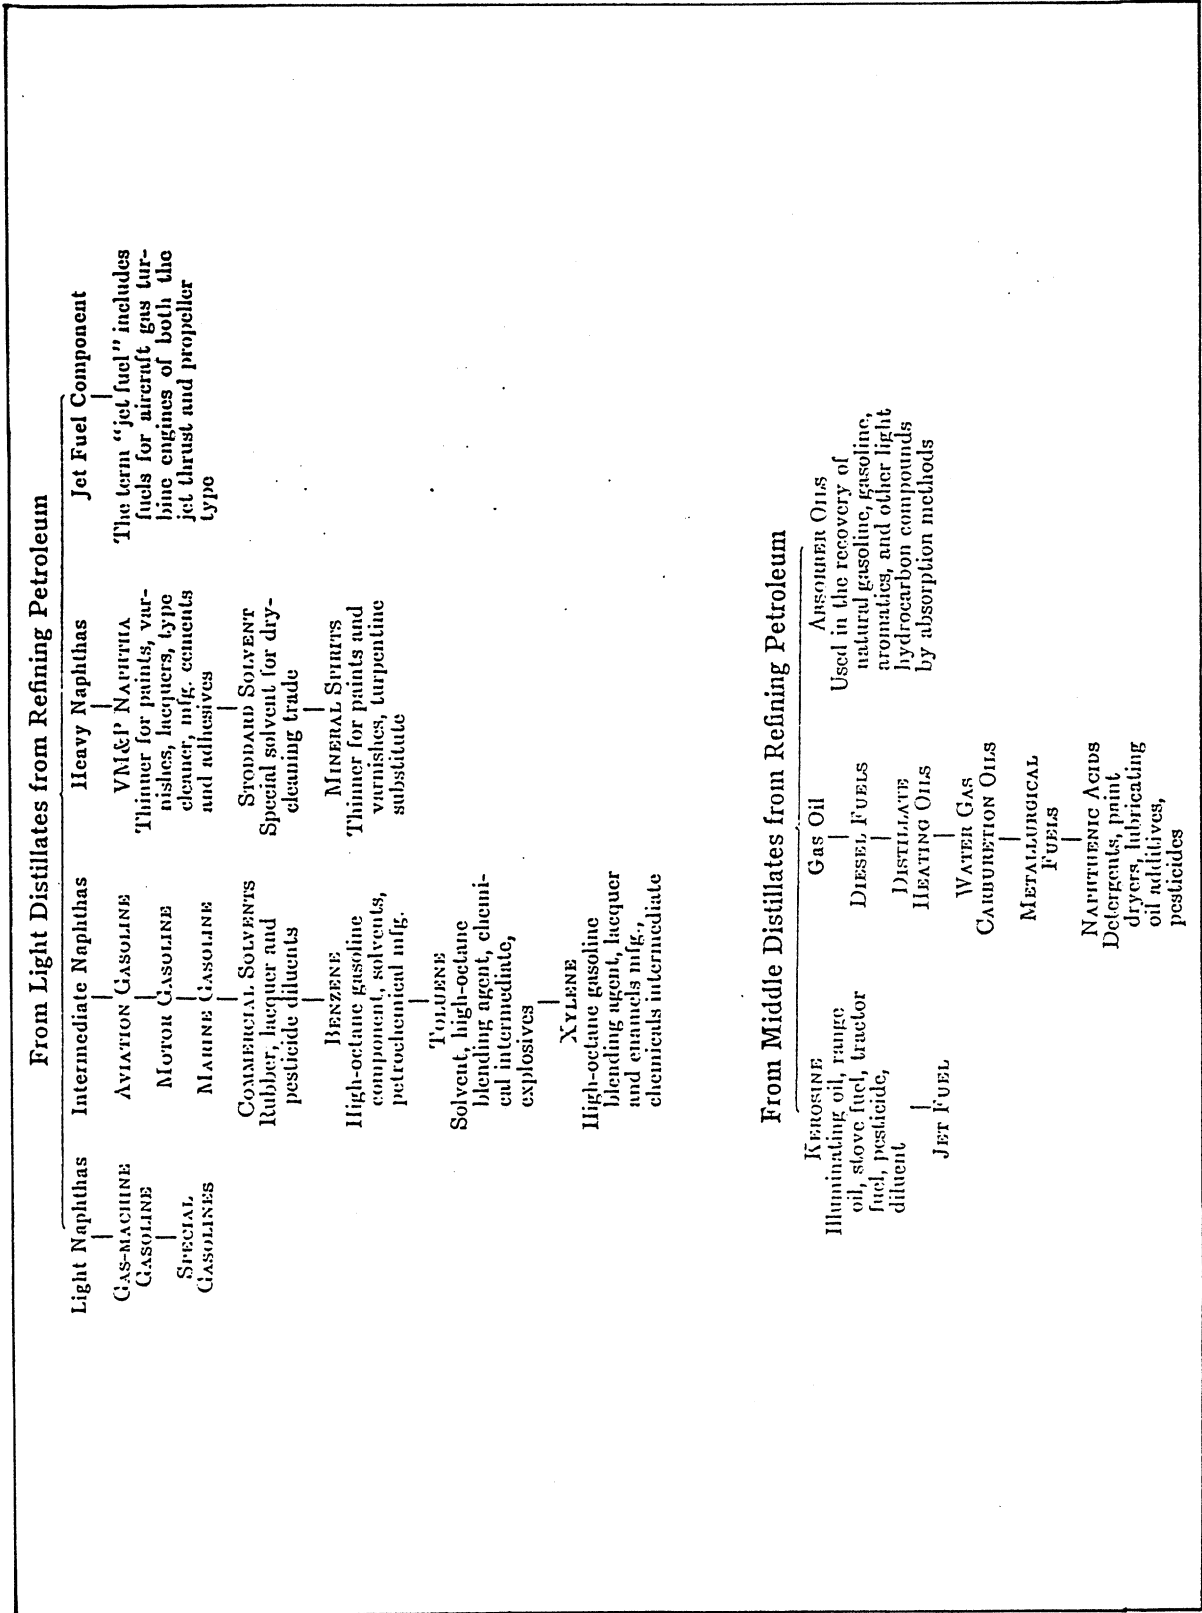 From Light Distillates from Refining Petroleum
Light Naphthas
GAS-MACHINE
GASOLINE
SPECIAL
GASOLINES
Intermediate Naphthas
AVIATION GASOLINE
MOTOR GASOLINE
MARINE GASOLINE
COMMERCIAL SOLVENTS
Rubber, lacquer and
pesticide diluents
BENZENE
High-octane gasoline
component, solvents,
petrochemical mfg.
TOLUENE
Solvent, high-octane
blending agent, chemi-
cal intermediate,
explosives
XYLENE
High-octane gasoline
blending agent, lacquer
and enamels mfg.,
chemicals intermediate
Heavy Naphthas
VM&P NAPHTHA
Thinner for paints, var-
nishes, lacquers, type
cleaner, mfg. cements
and adhesives
STODDARD SOLVENT
Special solvent for dry-
cleaning trade
MINERAL SPIRITS
Thinner for paints and
varnishes, turpentine
substitute
Jet Fuel Component
The term "jet fuel" includes
fuels for aircraft gas tur-
bine engines of both the
jet thrust and propeller
type
From Middle Distillates from Refining Petroleum
KEROSINE
Illuminating oil, range
oil, stove fuel, tractor
fuel, pesticide,
diluent
JET FUEL
Gas Oil
DIESEL FUELS
DISTILLATE
HEATING OILS
WATER GAS
CARBURETION OILS
METALLURGICAL
FUELS
NAPHTHENIC ACIDS
Detergents, paint
dryers, lubricating
oil additives,
pesticides
ABSORBER OILS
Used in the recovery of
natural gasoline, gasoline,
aromatics, and other light
hydrocarbon compounds
by absorption methods